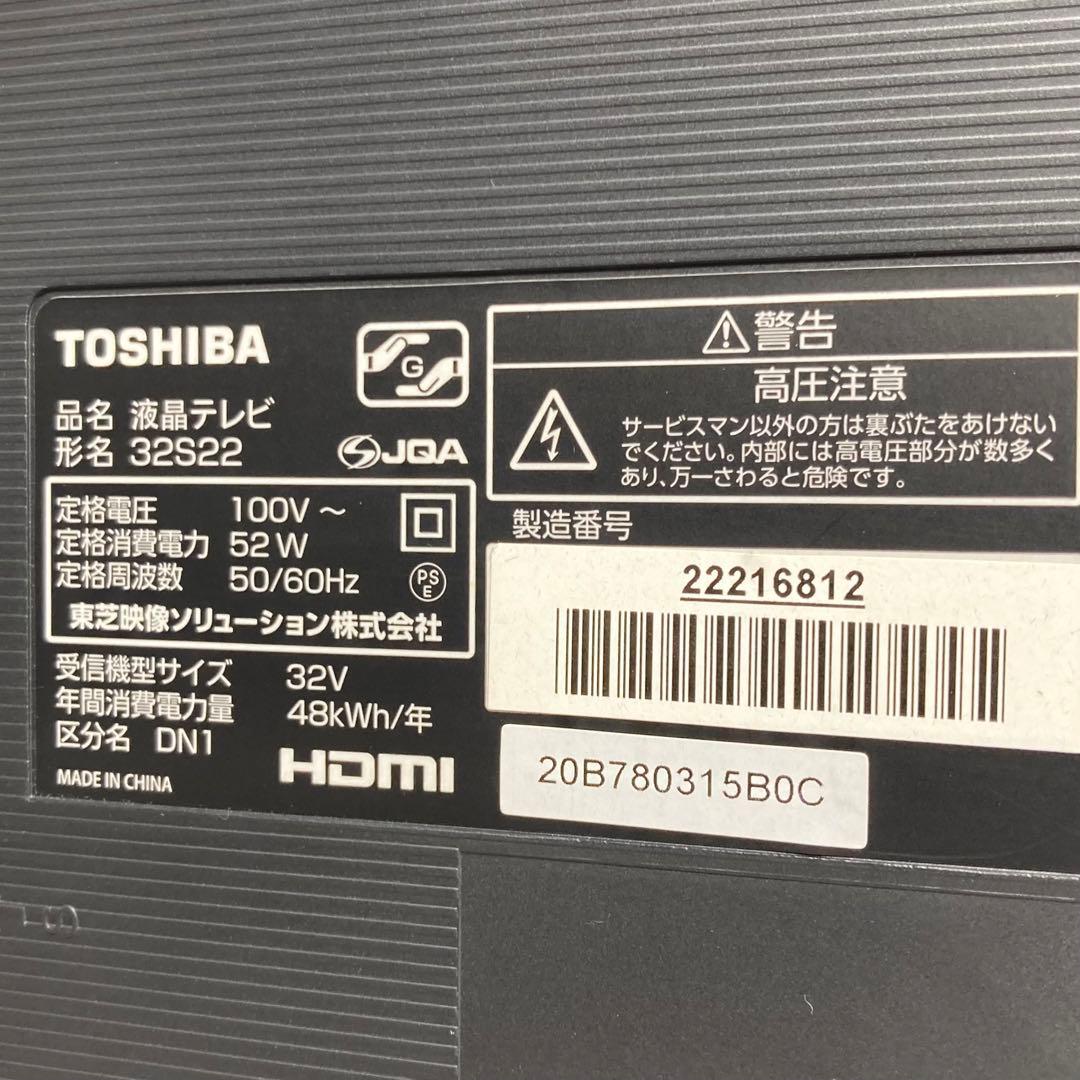 TOSHIBA
G
品名 液晶テレビ
形名 32S22
JQA
定格電圧 100V ～
定格消費電力 52W
定格周波数 50/60Hz
PS
E
東芝映像ソリューション株式会社
受信機型サイズ 32V
年間消費電力量 48kWh/年
区分名 DN1
MADE IN CHINA
HDMI
警告
高圧注意
サービスマン以外の方は裏ぶたをあけない
でください。内部には高電圧部分が数多く
あり、万一さわると危険です。
製造番号
22216812
20B780315B0C